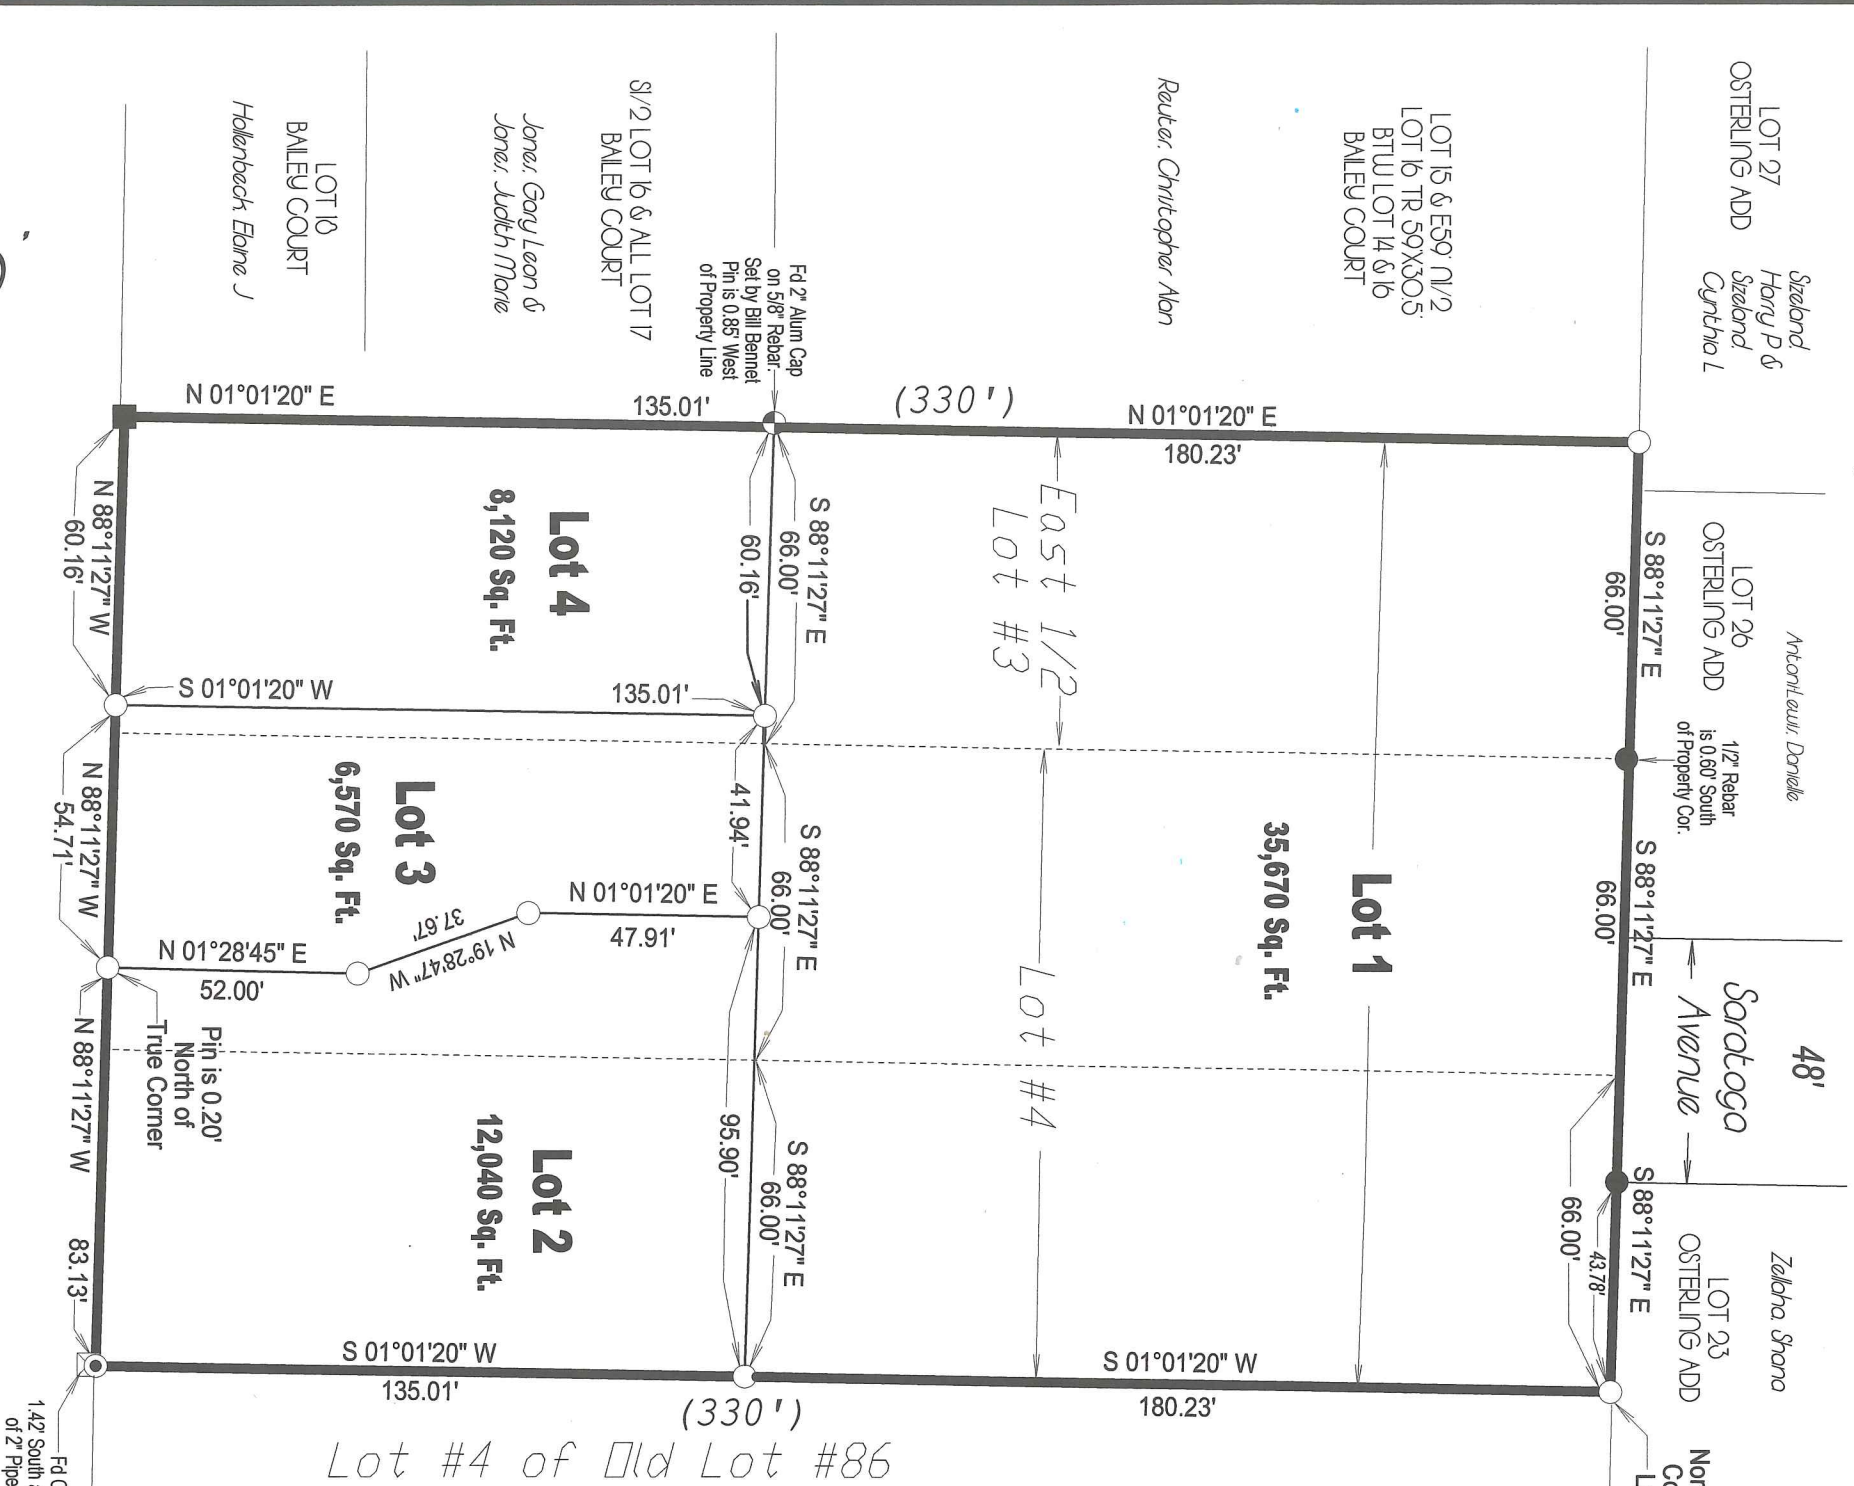 LOT 27
OSTERLING ADD
Sizeland,
Harry P &
Sizeland,
Cynthia L
LOT 15 & E59' N1/2
LOT 16 TR 59X30.5'
BTW LOT 14 & 16
BAILEY COURT
Reuter, Christopher Alan
S1/2 LOT 16 & ALL LOT 17
BAILEY COURT
Jones, Gary Leon &
Jones, Judith Marie
LOT 18
BAILEY COURT
Hollenbeck, Elaine J
Fd 2" Alum Cap
on 5/8" Rebar.
Set by Bill Bennet
Pin is 0.85' West
of Property Line
N 01°01'20" E
135.01'
(330')
N 01°01'20" E
180.23'
LOT 26
OSTERLING ADD
Antonit-Lewis, Danielle
1/2" Rebar
is 0.60' South
of Property Cor.
S 88°11'27" E
66.00'
S 88°11'27" E
66.00'
48'
Saratoga
Avenue
S 88°11'27" E
43.78'
66.00'
LOT 23
OSTERLING ADD
Zellaha, Shana
East 1/2
Lot #3
Lot #4
Lot 1
35,670 Sq. Ft.
S 88°11'27" E
66.00'
60.16'
S 88°11'27" E
66.00'
41.94'
S 88°11'27" E
66.00'
95.90'
Lot 4
8,120 Sq. Ft.
S 01°01'20" W
135.01'
Lot 3
6,570 Sq. Ft.
N 01°01'20" E
47.91'
N 19°28'47" W
37.67'
N 01°28'45" E
52.00'
Pin is 0.20'
North of
True Corner
Lot 2
12,040 Sq. Ft.
N 88°11'27" W
60.16'
N 88°11'27" W
54.71'
N 88°11'27" W
83.13'
S 01°01'20" W
135.01'
(330')
S 01°01'20" W
180.23'
Lot #4 of Old Lot #86
Fd
1.42' South
of 2" Pipe